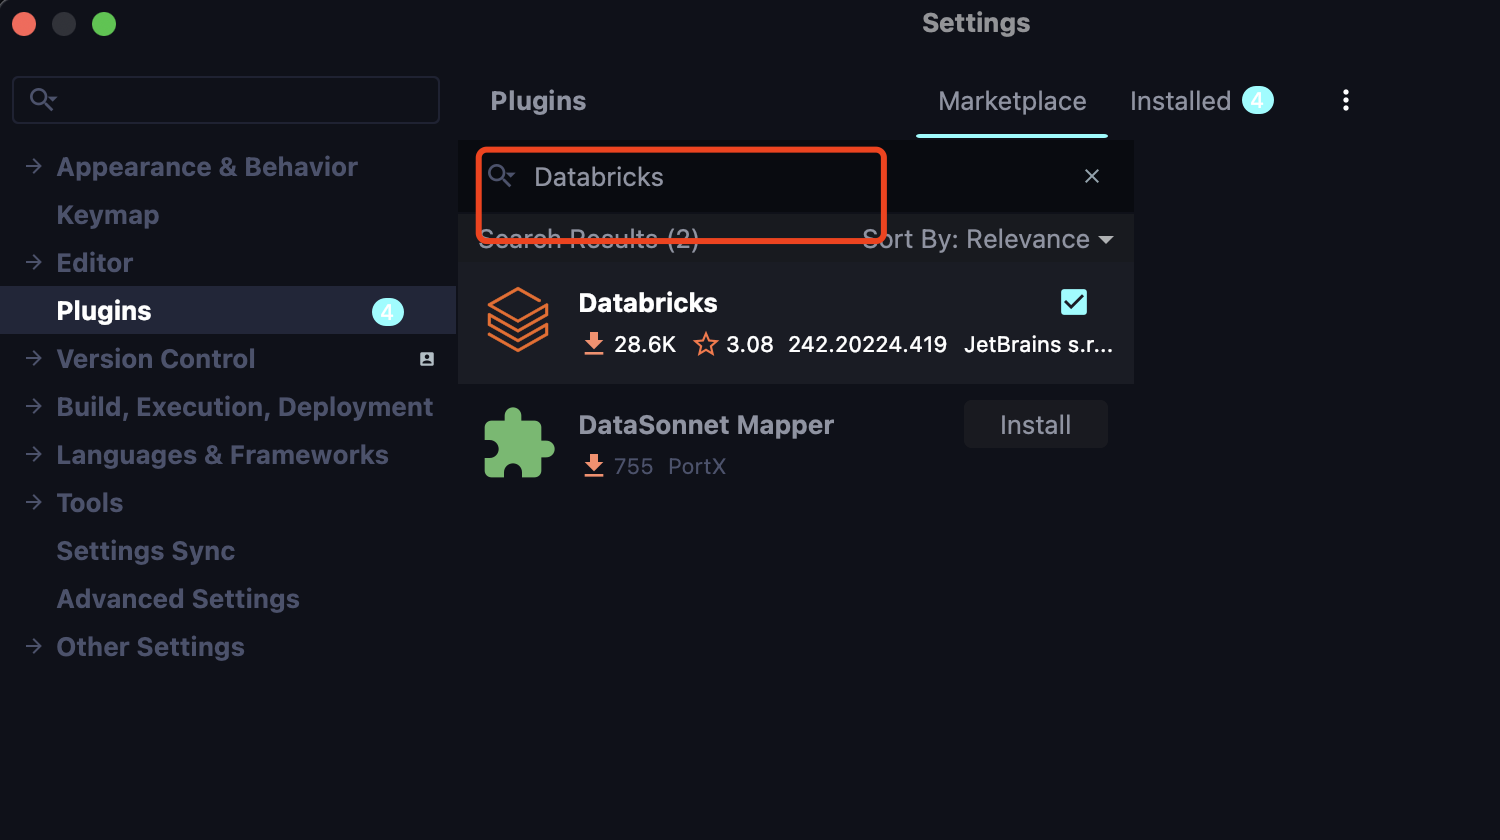 Settings
Plugins
Marketplace
Installed 4
Appearance & Behavior
Keymap
Editor
Plugins 4
Version Control
Build, Execution, Deployment
Languages & Frameworks
Tools
Settings Sync
Advanced Settings
Other Settings
Databricks
Search Results (2)
Sort By: Relevance
Databricks
28.6K 3.08 242.20224.419 JetBrains s.r...
DataSonnet Mapper
Install
755 PortX